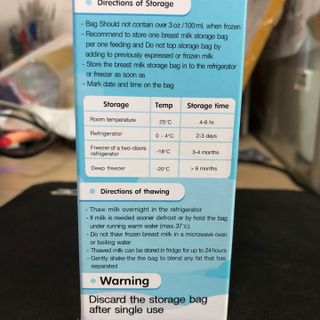 Directions of Storage
- Bag Should not contain over 3 oz / 100 mL when frozen
- Recommend to store one breast milk storage bag
per one feeding and Do not top storage bag by
adding to previously expressed or frozen milk
- Store the breast milk storage bag in to the refrigerator
or freezer as soon as
- Mark date and time on the bag
Storage Temp Storage time
Room temperature 25°C 4-6 hr.
Refrigerator 0 - 4°C 2-3 days
Freezer of a two-doors
refrigerator -18°C 3-4 months
Deep freezer -20°C > 6 months
Directions of thawing
- Thaw milk overnight in the refrigerator
- If milk is needed sooner defrost or by hold the bag
under running warm water (max. 37°c).
- Do not thaw frozen breast milk in a microwave oven
or boiling water
- Thawed milk can be stored in fridge for up to 24 hours
- Gently shake the the bag to blend any fat that has
separated
Warning
Discard the storage bag
after single use